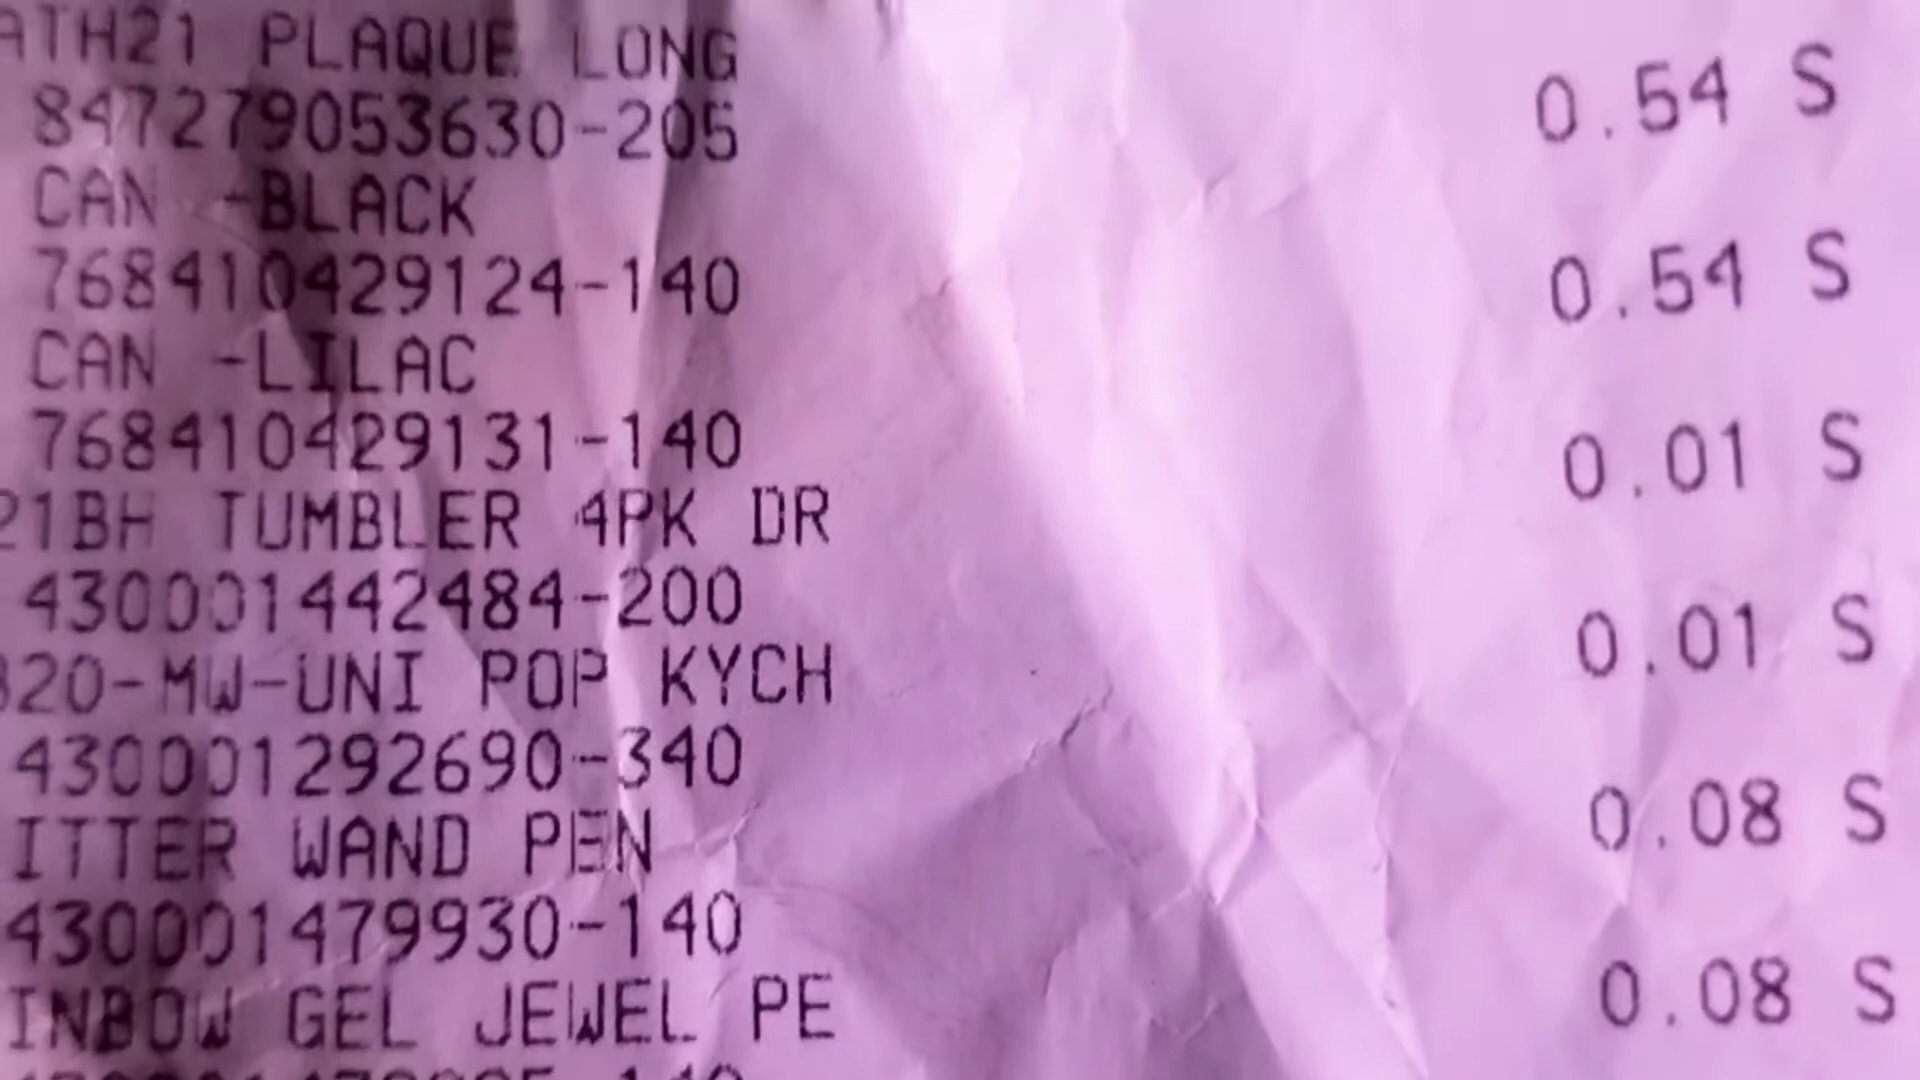 ATH21 PLAQUE LONG
847279053630-205 0.54 S
CAN -BLACK
768410429124-140 0.54 S
CAN -LILAC
768410429131-140 0.01 S
21BH TUMBLER 4PK DR
430001442484-200 0.01 S
20-MW-UNI POP KYCH
430001292690-340 0.08 S
ITTER WAND PEN
430001479930-140 0.08 S
INBOW GEL JEWEL PE